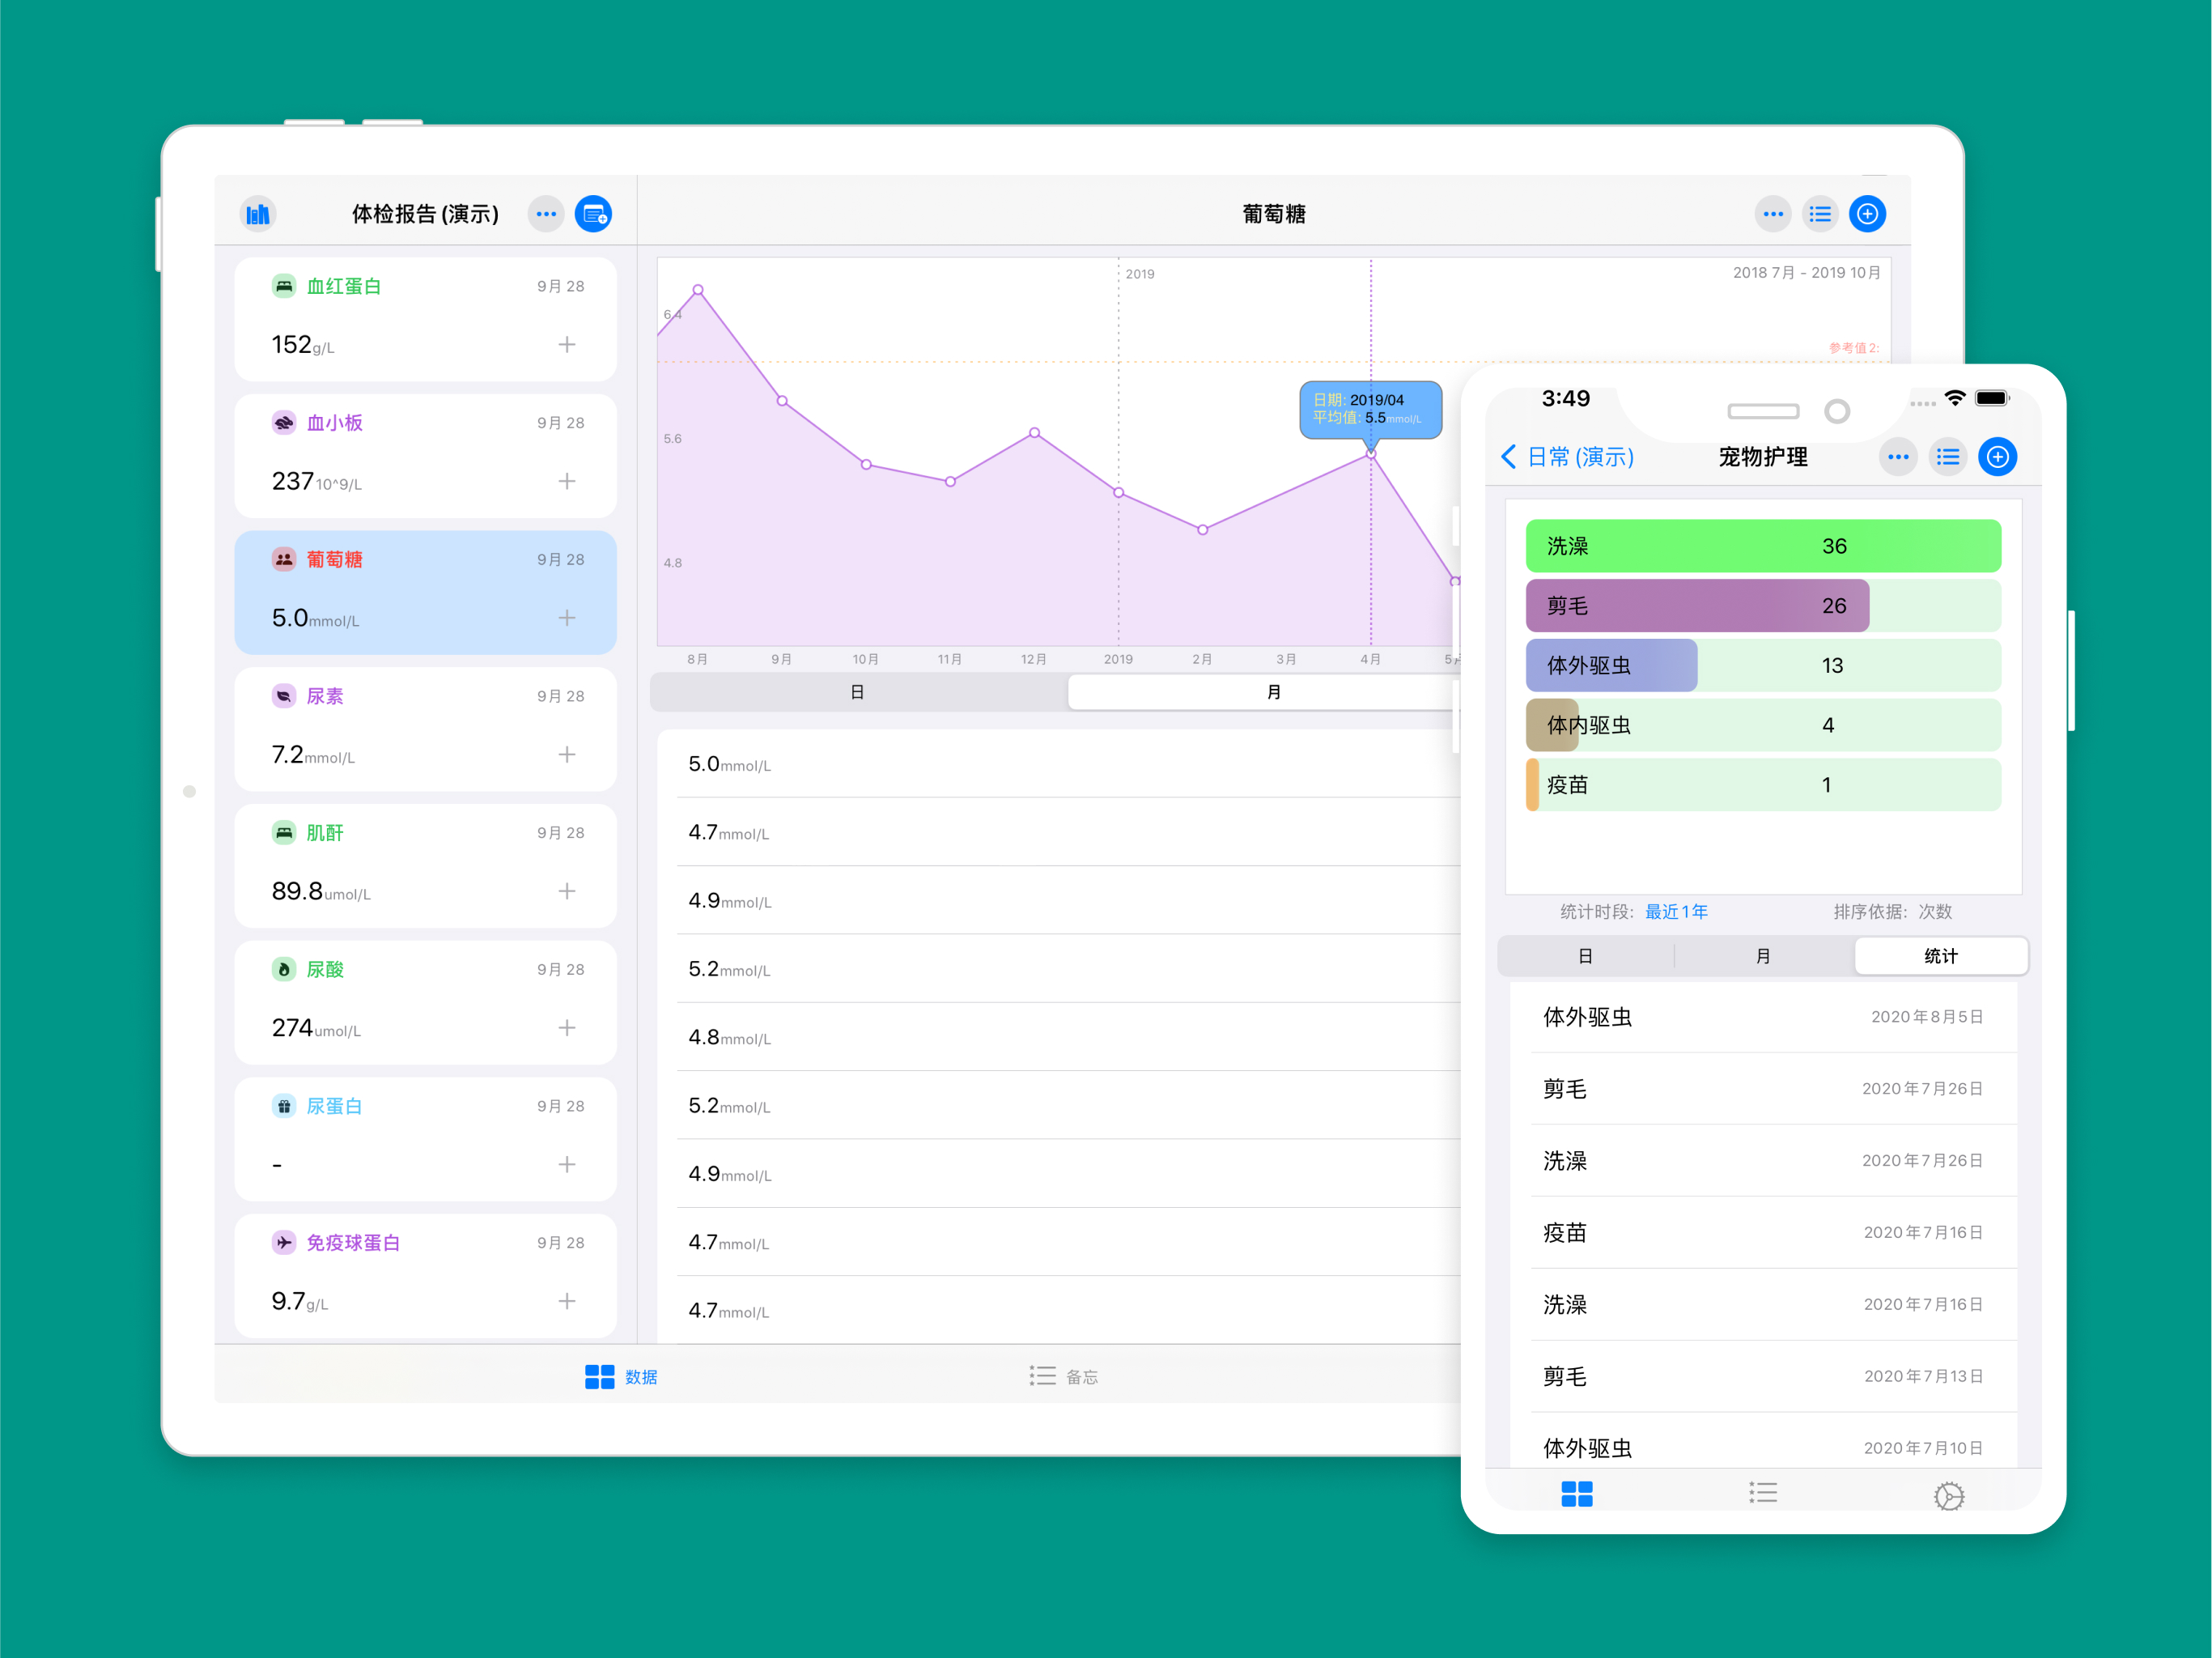 体检报告 (演示)
血红蛋白 9月 28
152g/L
血小板 9月 28
237 10^9/L
葡萄糖 9月 28
5.0mmol/L
尿素 9月 28
7.2mmol/L
肌酐 9月 28
89.8umol/L
尿酸 9月 28
274umol/L
尿蛋白 9月 28
-
免疫球蛋白 9月 28
9.7g/L
葡萄糖
2019
2018 7月 - 2019 10月
6.4
参考值 2:
日期: 2019/04
平均值: 5.5mmol/L
5.6
4.8
8月 9月 10月 11月 12月 2019 2月 3月 4月
日 月
5.0mmol/L
4.7mmol/L
4.9mmol/L
5.2mmol/L
4.8mmol/L
5.2mmol/L
4.9mmol/L
4.7mmol/L
4.7mmol/L
数据 备忘
3:49
日常 (演示) 宠物护理
洗澡 36
剪毛 26
体外驱虫 13
体内驱虫 4
疫苗 1
统计时段: 最近1年 排序依据: 次数
日 月 统计
体外驱虫 2020年8月5日
剪毛 2020年7月26日
洗澡 2020年7月26日
疫苗 2020年7月16日
洗澡 2020年7月16日
剪毛 2020年7月13日
体外驱虫 2020年7月10日